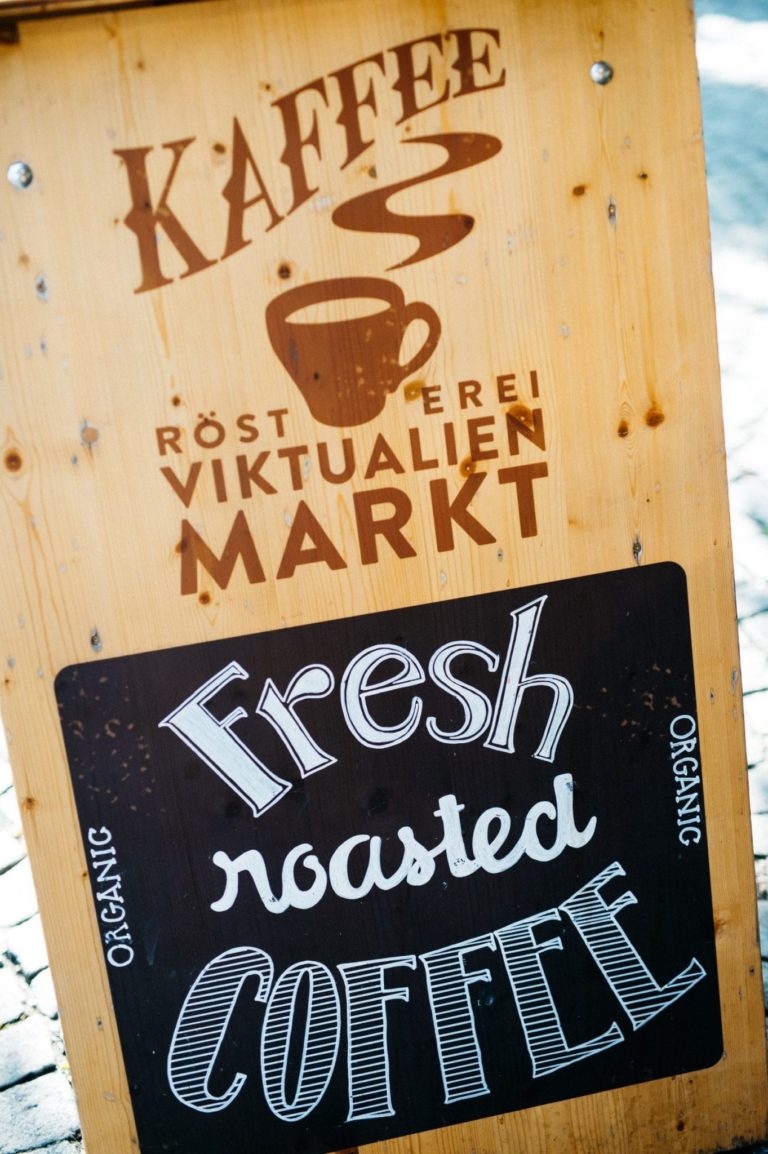 KAFFEE
RÖST EREI
VIKTUALIEN
MARKT
Fresh
roasted
COFFEE
ORGANIC
ORGANIC